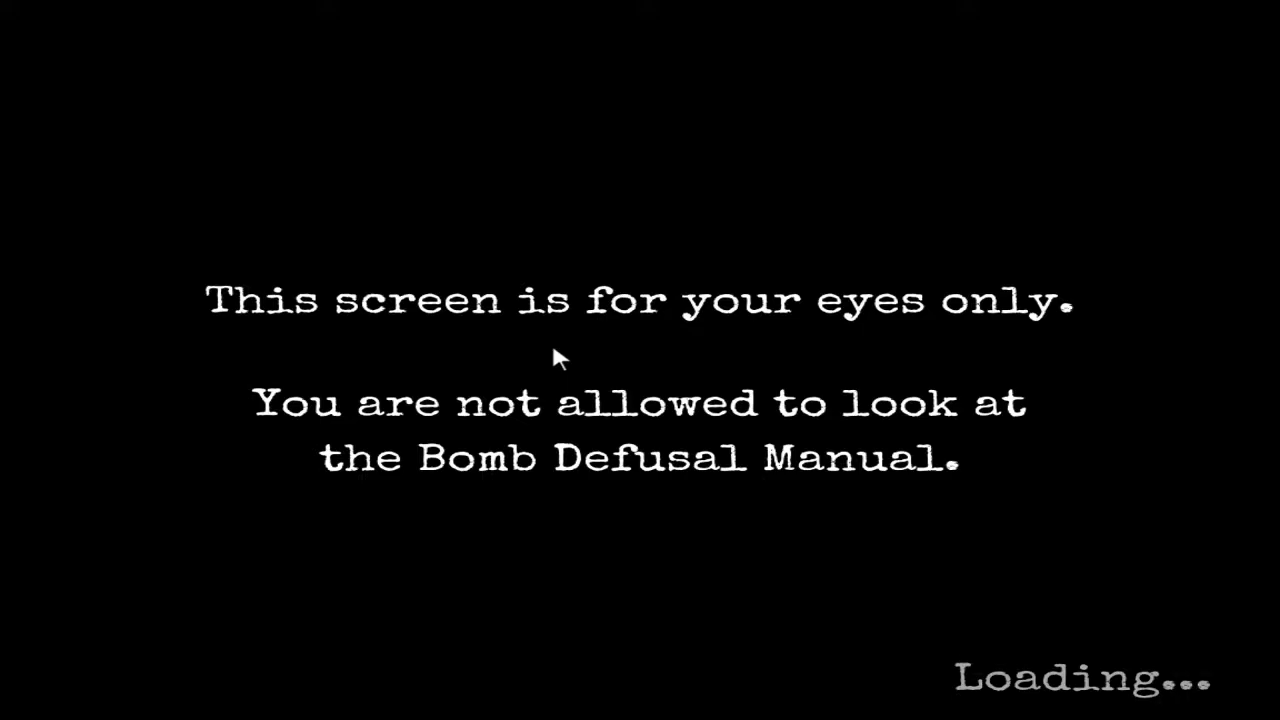 This screen is for your eyes only.
You are not allowed to look at
the Bomb Defusal Manual.
Loading...